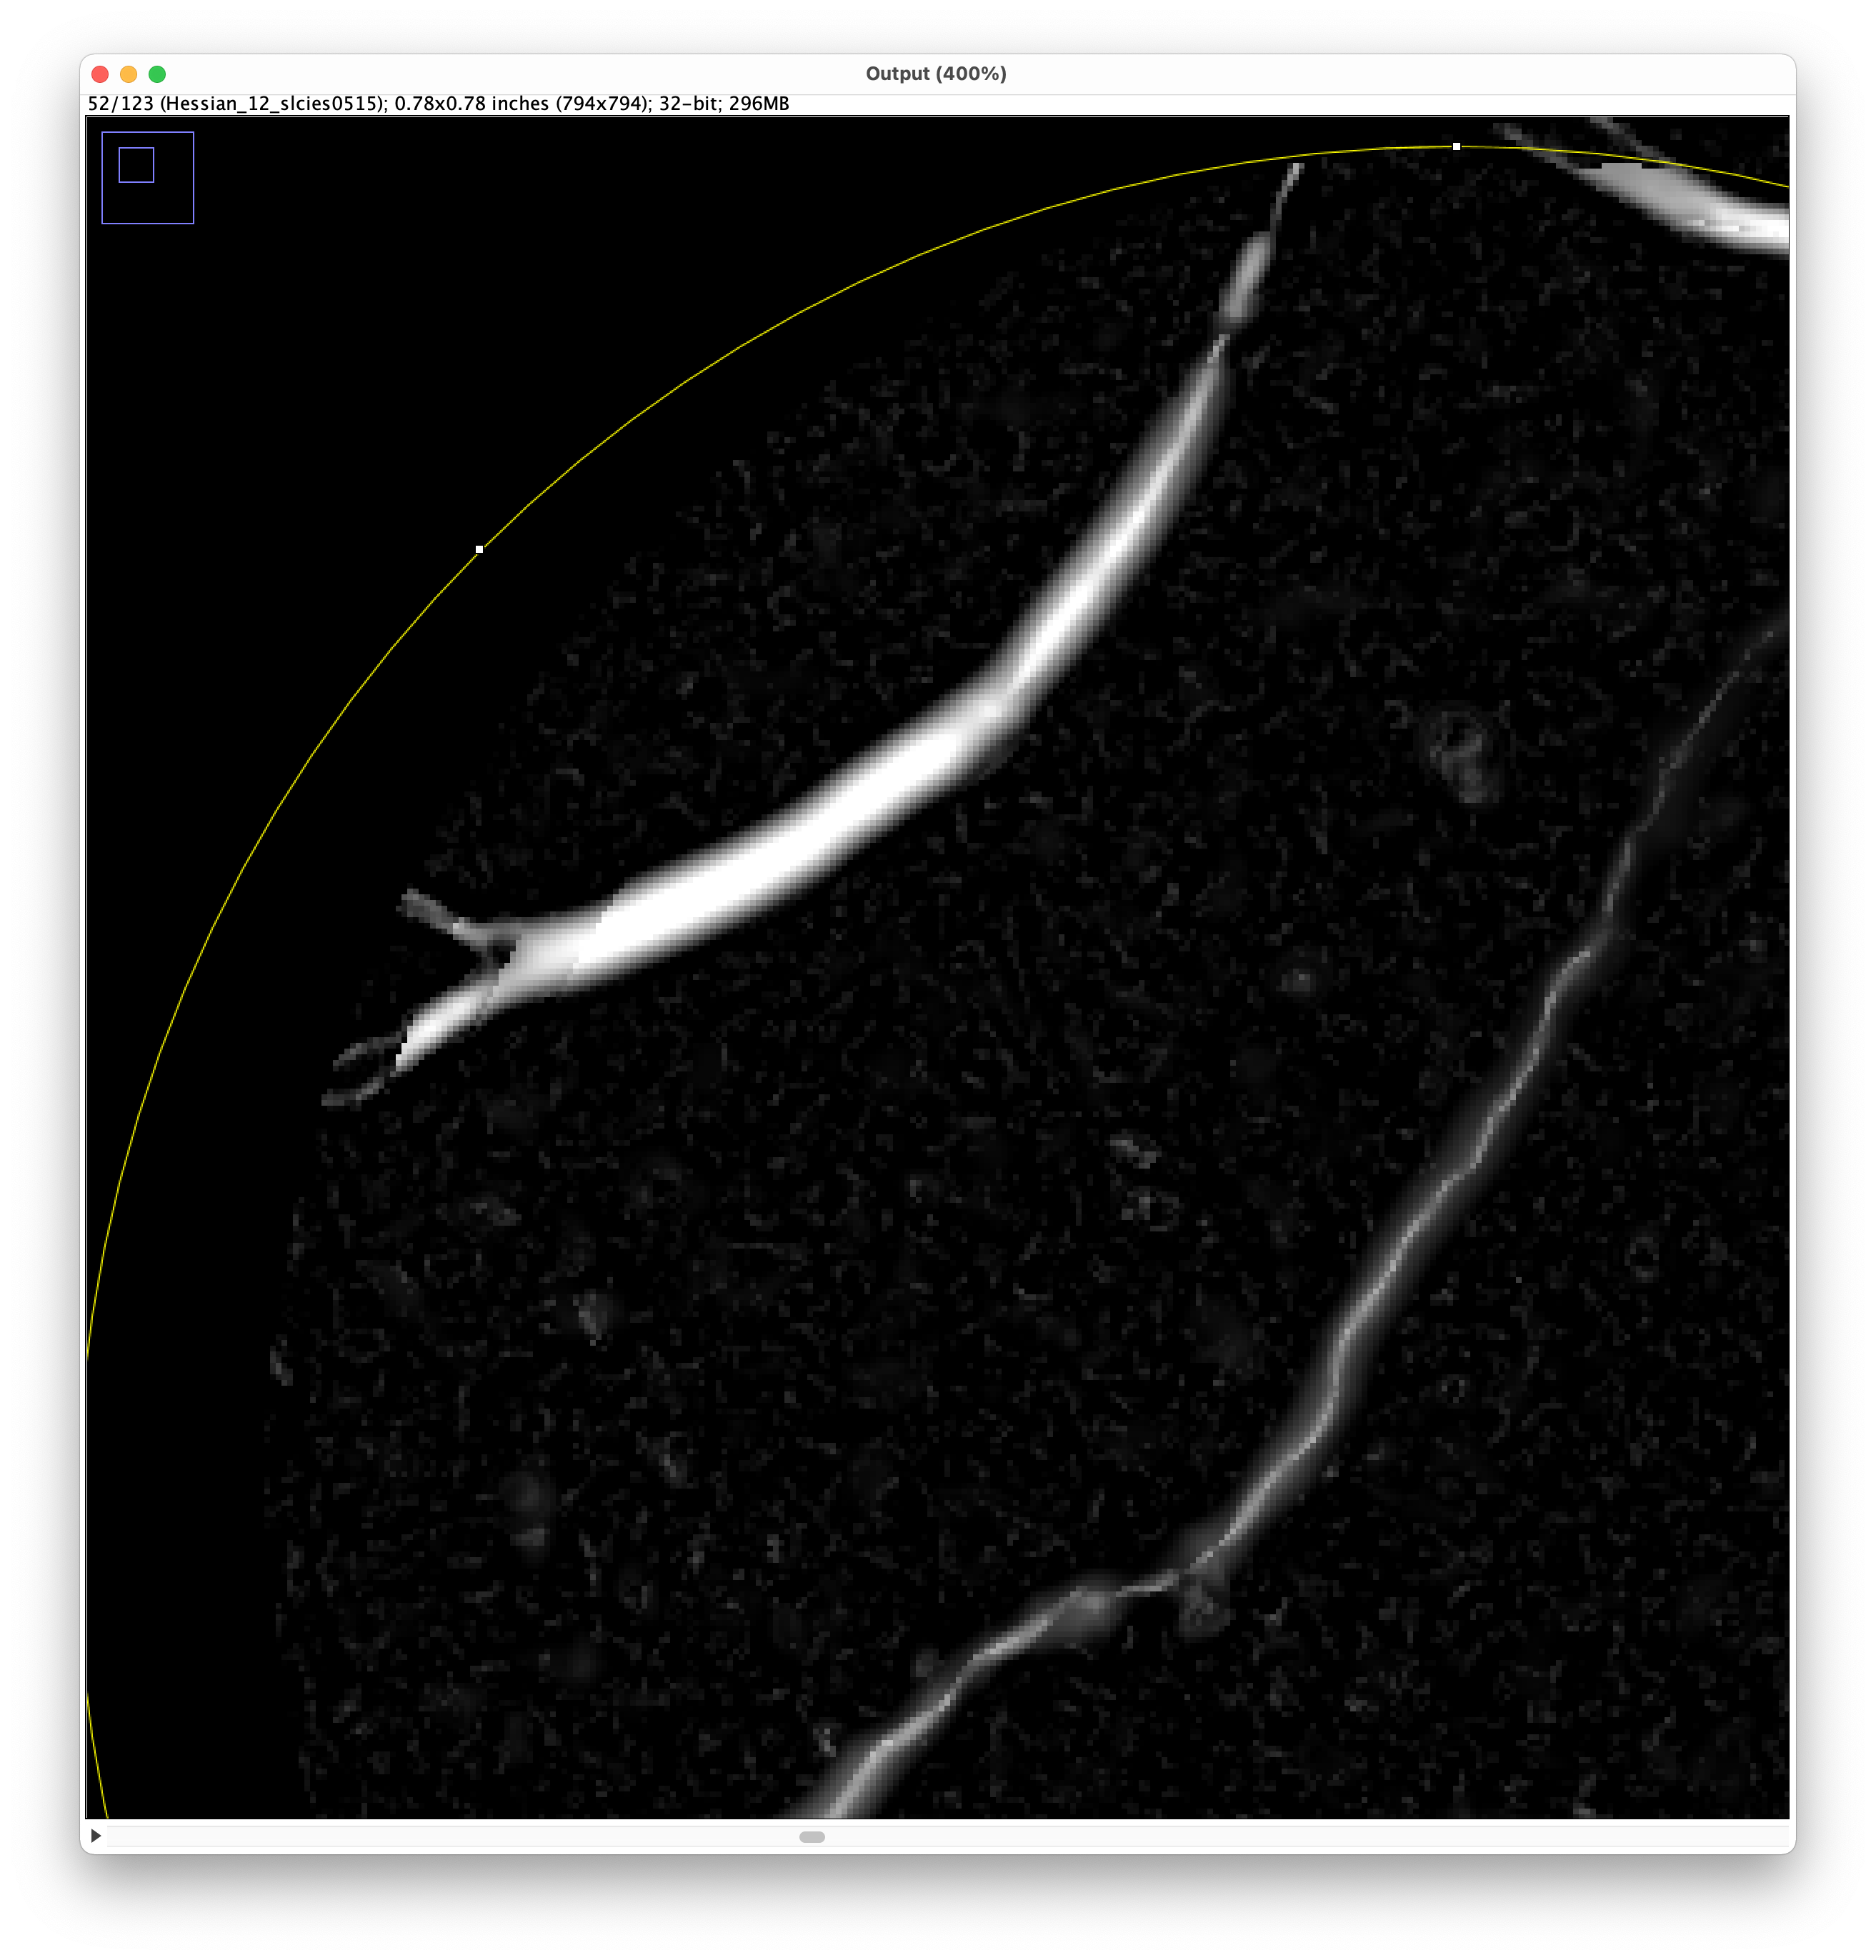 Output (400%)
52/123 (Hessian_12_slcies0515); 0.78x0.78 inches (794x794); 32-bit; 296MB